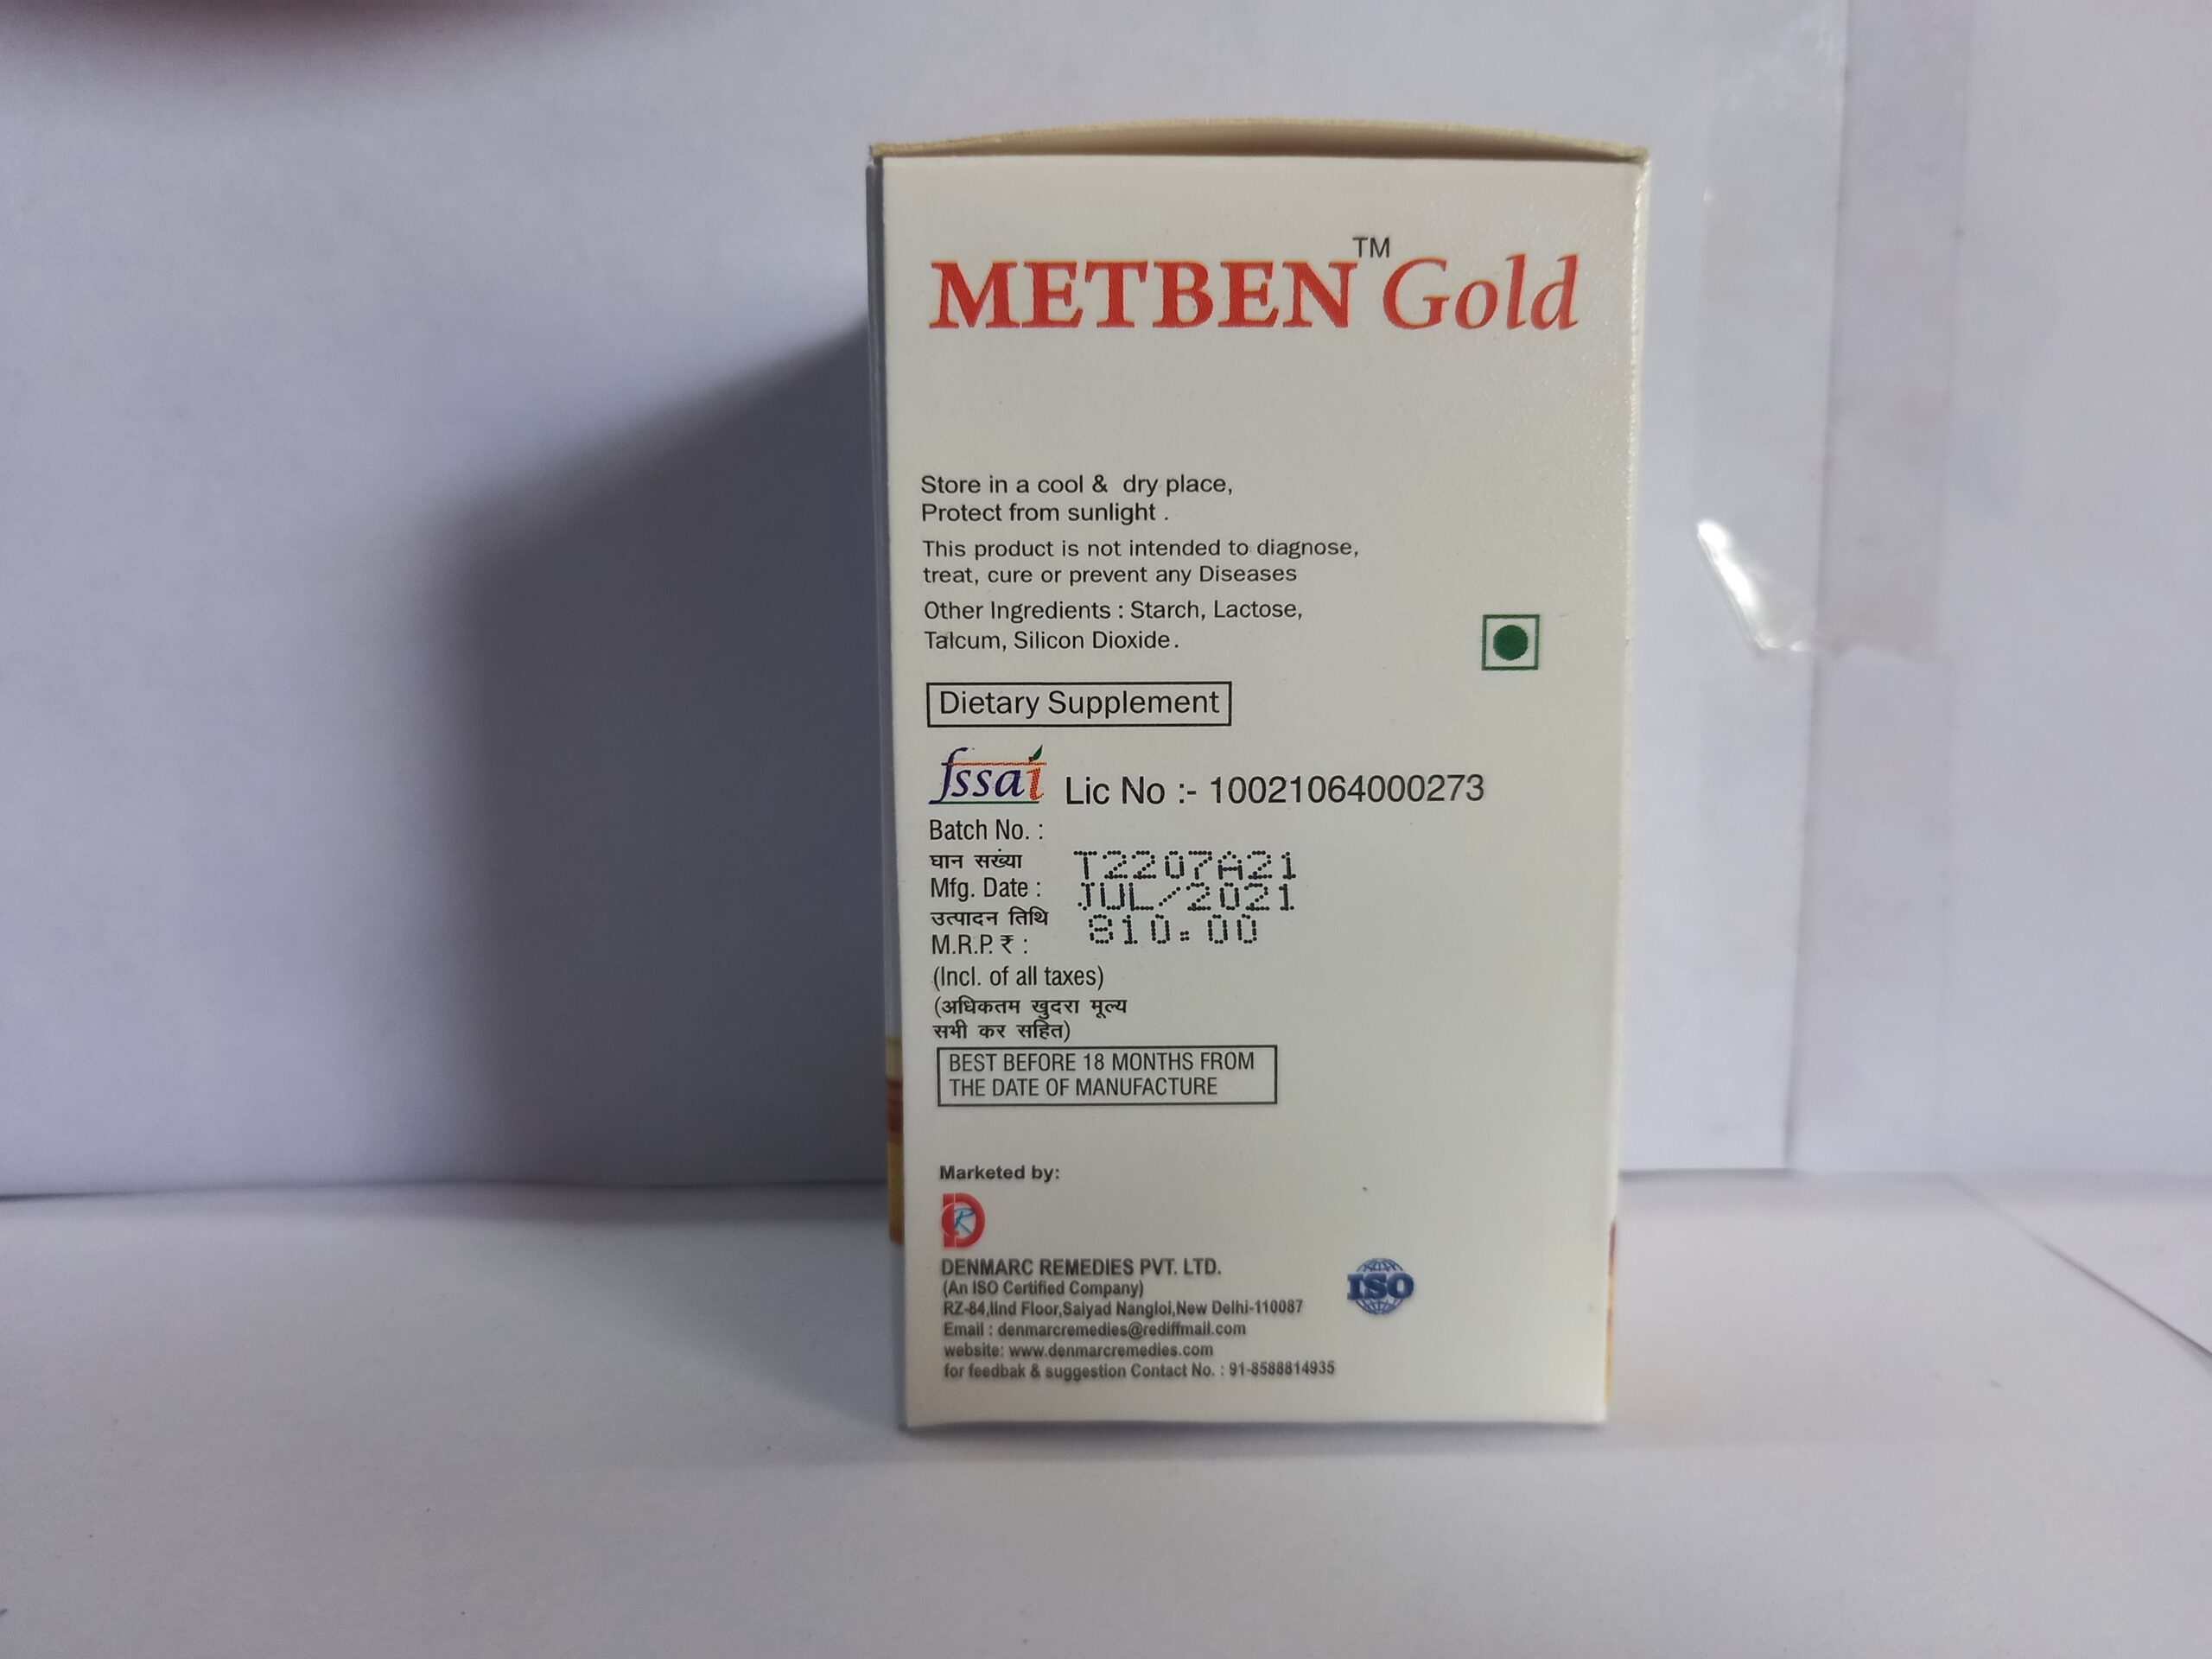 METBEN™ Gold
Store in a cool & dry place,
Protect from sunlight .
This product is not intended to diagnose,
treat, cure or prevent any Diseases
Other Ingredients : Starch, Lactose,
Talcum, Silicon Dioxide .
Dietary Supplement
fssai Lic No :- 10021064000273
Batch No. :
घान सख्ंया T2207A21
Mfg. Date : JUL/2021
उत्पादन तिथि
M.R.P. ₹ : 810.00
(Incl. of all taxes)
(अधिकतम खुदरा मूल्य
सभी कर सहित)
BEST BEFORE 18 MONTHS FROM
THE DATE OF MANUFACTURE
Marketed by:
DR
DENMARC REMEDIES PVT. LTD.
(An ISO Certified Company)
ISO
RZ-84,IInd Floor,Saiyad Nangloi,New Delhi-110087
Email : denmarcremedies@rediffmail.com
website: www.denmarcremedies.com
for feedbak & suggestion Contact No. : 91-8588814935